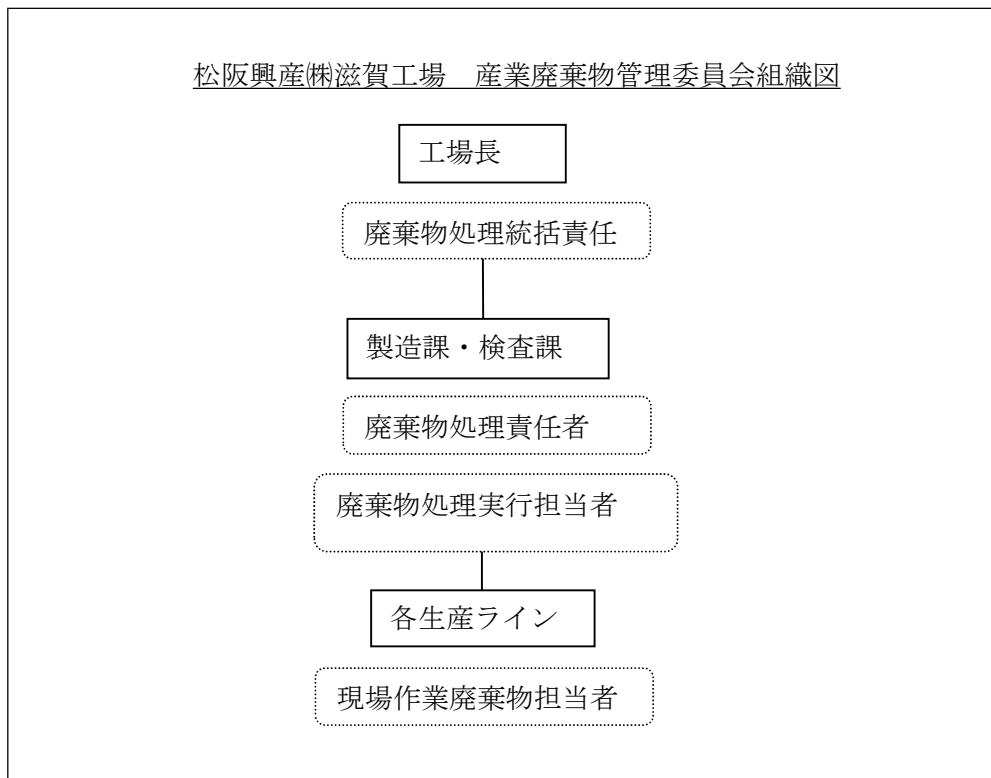 松阪興産㈱滋賀工場　産業廃棄物管理委員会組織図
工場長
廃棄物処理統括責任
製造課・検査課
廃棄物処理責任者
廃棄物処理実行担当者
各生産ライン
現場作業廃棄物担当者